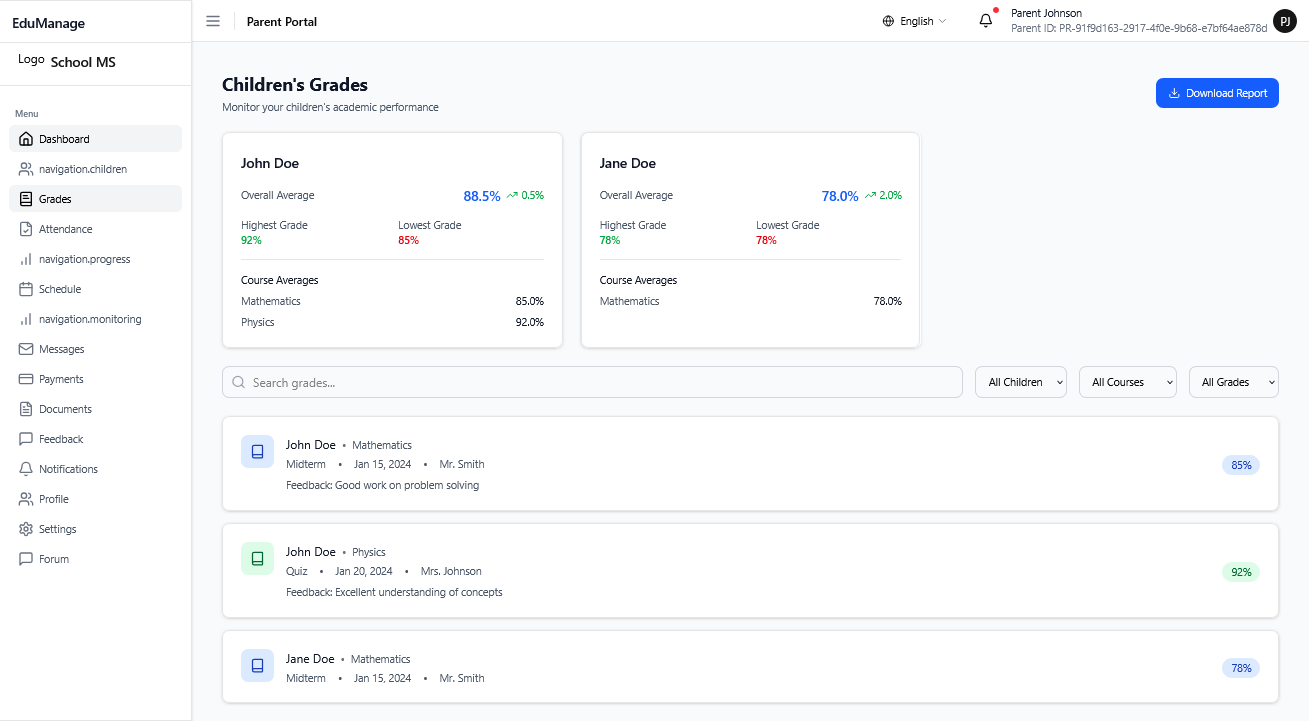 EduManage
Logo School MS
Menu
Dashboard
navigation.children
Grades
Attendance
navigation.progress
Schedule
navigation.monitoring
Messages
Payments
Documents
Feedback
Notifications
Profile
Settings
Forum
Parent Portal
English
Parent Johnson
Parent ID: PR-91f9d163-2917-4f0e-9b68-e7bf64ae878d
PJ
Children's Grades
Monitor your children's academic performance
Download Report
John Doe
Overall Average 88.5% 0.5%
Highest Grade Lowest Grade
92% 85%
Course Averages
Mathematics 85.0%
Physics 92.0%
Jane Doe
Overall Average 78.0% 2.0%
Highest Grade Lowest Grade
78% 78%
Course Averages
Mathematics 78.0%
Search grades...
All Children
All Courses
All Grades
John Doe • Mathematics
Midterm • Jan 15, 2024 • Mr. Smith
Feedback: Good work on problem solving
85%
John Doe • Physics
Quiz • Jan 20, 2024 • Mrs. Johnson
Feedback: Excellent understanding of concepts
92%
Jane Doe • Mathematics
Midterm • Jan 15, 2024 • Mr. Smith
78%